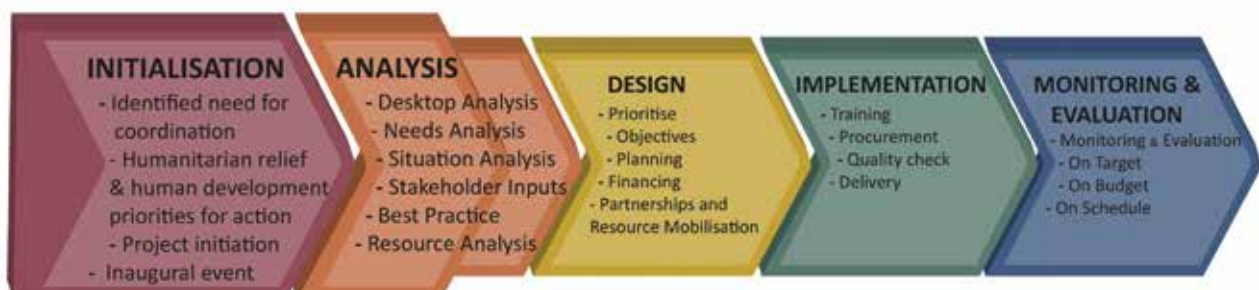 INITIALISATION
- Identified need for
coordination
- Humanitarian relief
& human development
priorities for action
- Project initiation
- Inaugural event
ANALYSIS
- Desktop Analysis
- Needs Analysis
- Situation Analysis
- Stakeholder Inputs
- Best Practice
- Resource Analysis
DESIGN
- Prioritise
- Objectives
- Planning
- Financing
- Partnerships and
Resource Mobilisation
IMPLEMENTATION
- Training
- Procurement
- Quality check
- Delivery
MONITORING &
EVALUATION
- Monitoring & Evaluation
- On Target
- On Budget
- On Schedule